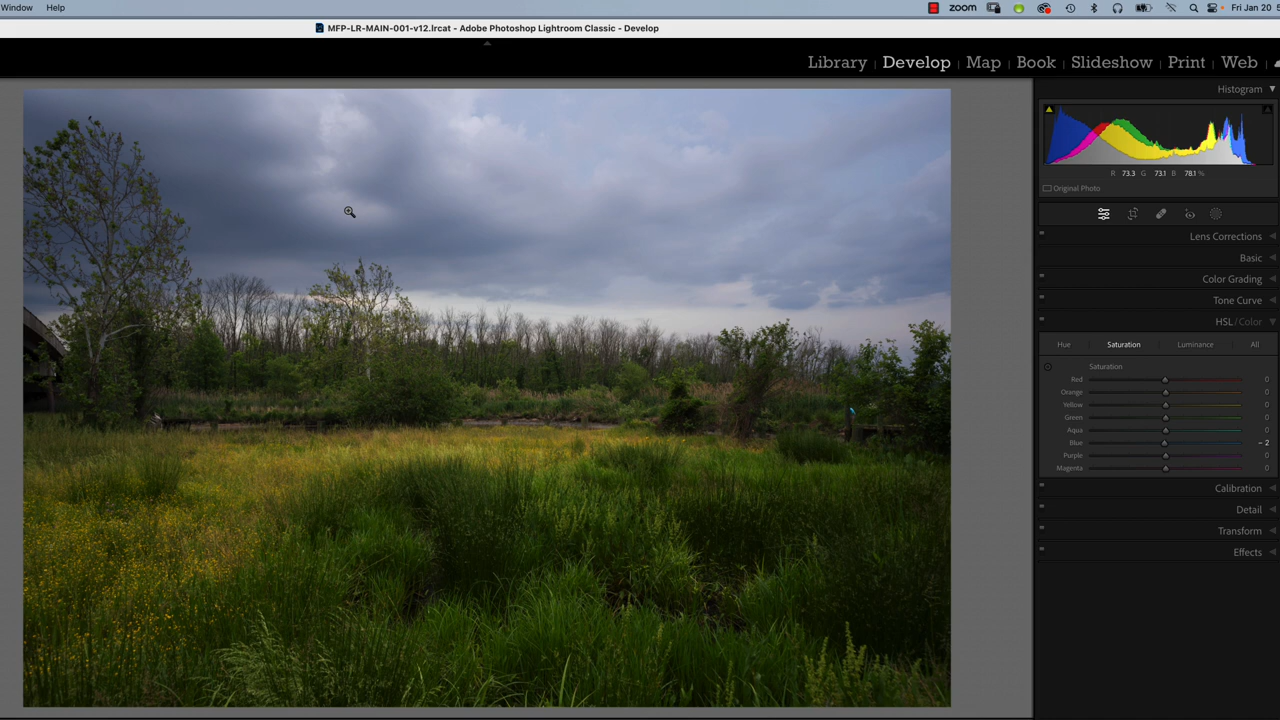 Window Help
zoom
Fri Jan 20
MFP-LR-MAIN-001-v12.lrcat - Adobe Photoshop Lightroom Classic - Develop
Library | Develop | Map | Book | Slideshow | Print | Web
Histogram
R 73.3 G 73.1 B 78.1 %
Original Photo
Lens Corrections
Basic
Color Grading
Tone Curve
HSL / Color
Hue Saturation Luminance All
Saturation
Red 0
Orange 0
Yellow 0
Green 0
Aqua 0
Blue - 2
Purple 0
Magenta 0
Calibration
Detail
Transform
Effects